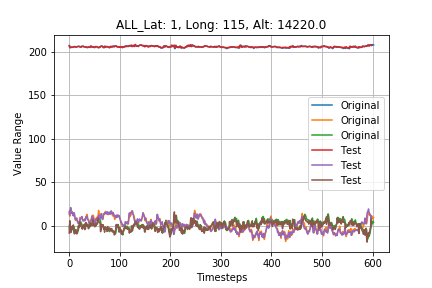 ALL_Lat: 1, Long: 115, Alt: 14220.0
200
150
100
50
0
Value Range
Original
Original
Original
Test
Test
Test
0 100 200 300 400 500 600
Timesteps